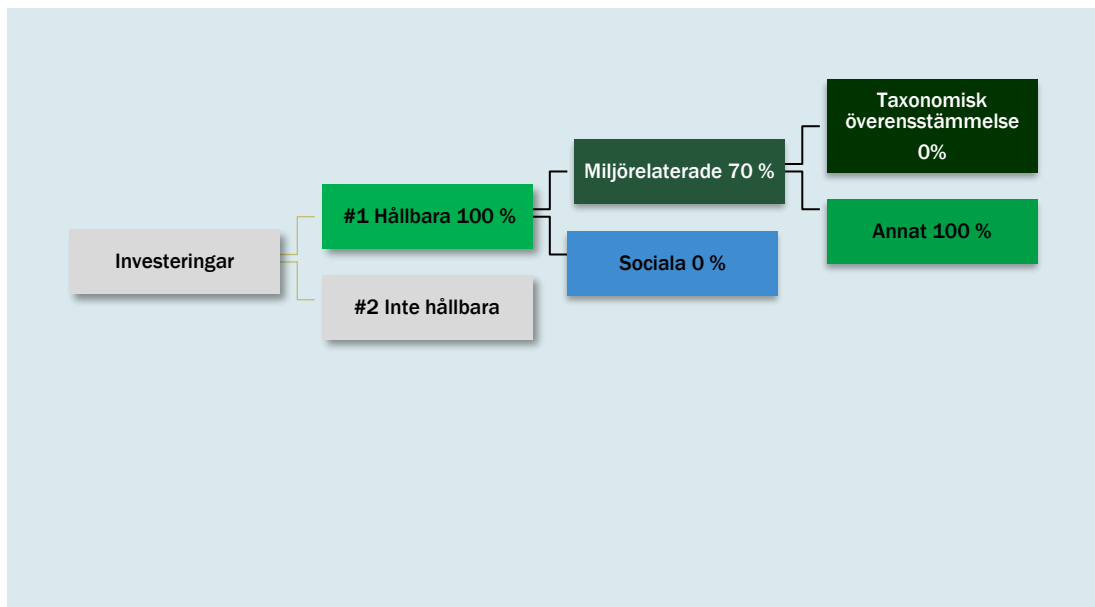 Investeringar
#1 Hållbara 100 %
#2 Inte hållbara
Miljörelaterade 70 %
Sociala 0 %
Taxonomisk
överensstämmelse
0%
Annat 100 %